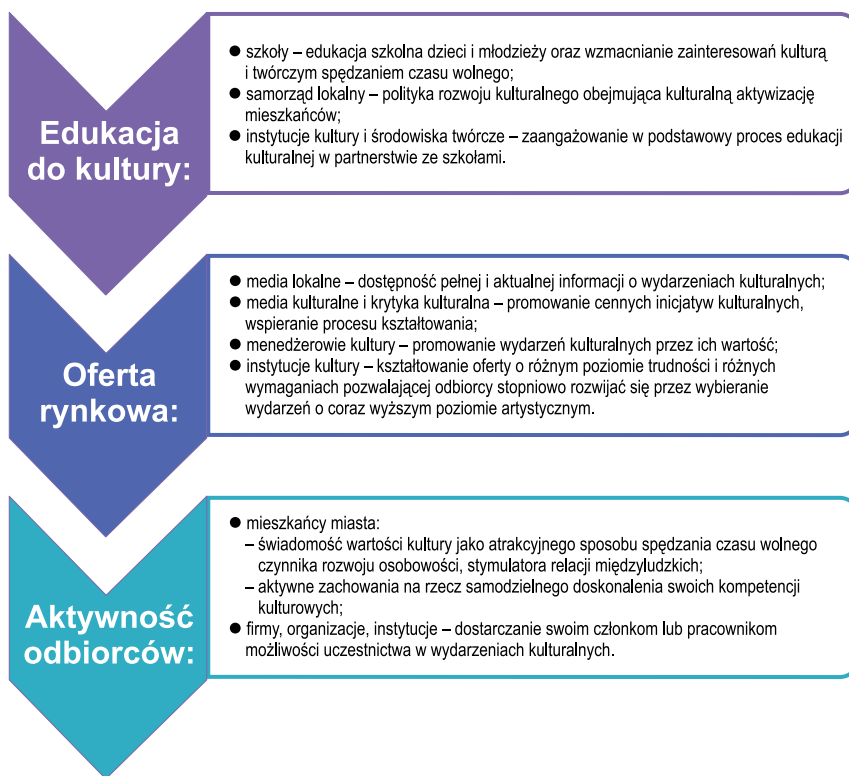 Edukacja
do kultury:
● szkoły – edukacja szkolna dzieci i młodzieży oraz wzmacnianie zainteresowań kulturą
i twórczym spędzaniem czasu wolnego;
● samorząd lokalny – polityka rozwoju kulturalnego obejmująca kulturalną aktywizację
mieszkańców;
● instytucje kultury i środowiska twórcze – zaangażowanie w podstawowy proces edukacji
kulturalnej w partnerstwie ze szkołami.
Oferta
rynkowa:
● media lokalne – dostępność pełnej i aktualnej informacji o wydarzeniach kulturalnych;
● media kulturalne i krytyka kulturalna – promowanie cennych inicjatyw kulturalnych,
wspieranie procesu kształtowania;
● menedżerowie kultury – promowanie wydarzeń kulturalnych przez ich wartość;
● instytucje kultury – kształtowanie oferty o różnym poziomie trudności i różnych
wymaganiach pozwalającej odbiorcy stopniowo rozwijać się przez wybieranie
wydarzeń o coraz wyższym poziomie artystycznym.
Aktywność
odbiorców:
● mieszkańcy miasta:
– świadomość wartości kultury jako atrakcyjnego sposobu spędzania czasu wolnego
czynnika rozwoju osobowości, stymulatora relacji międzyludzkich;
– aktywne zachowania na rzecz samodzielnego doskonalenia swoich kompetencji
kulturowych;
● firmy, organizacje, instytucje – dostarczanie swoim członkom lub pracownikom
możliwości uczestnictwa w wydarzeniach kulturalnych.